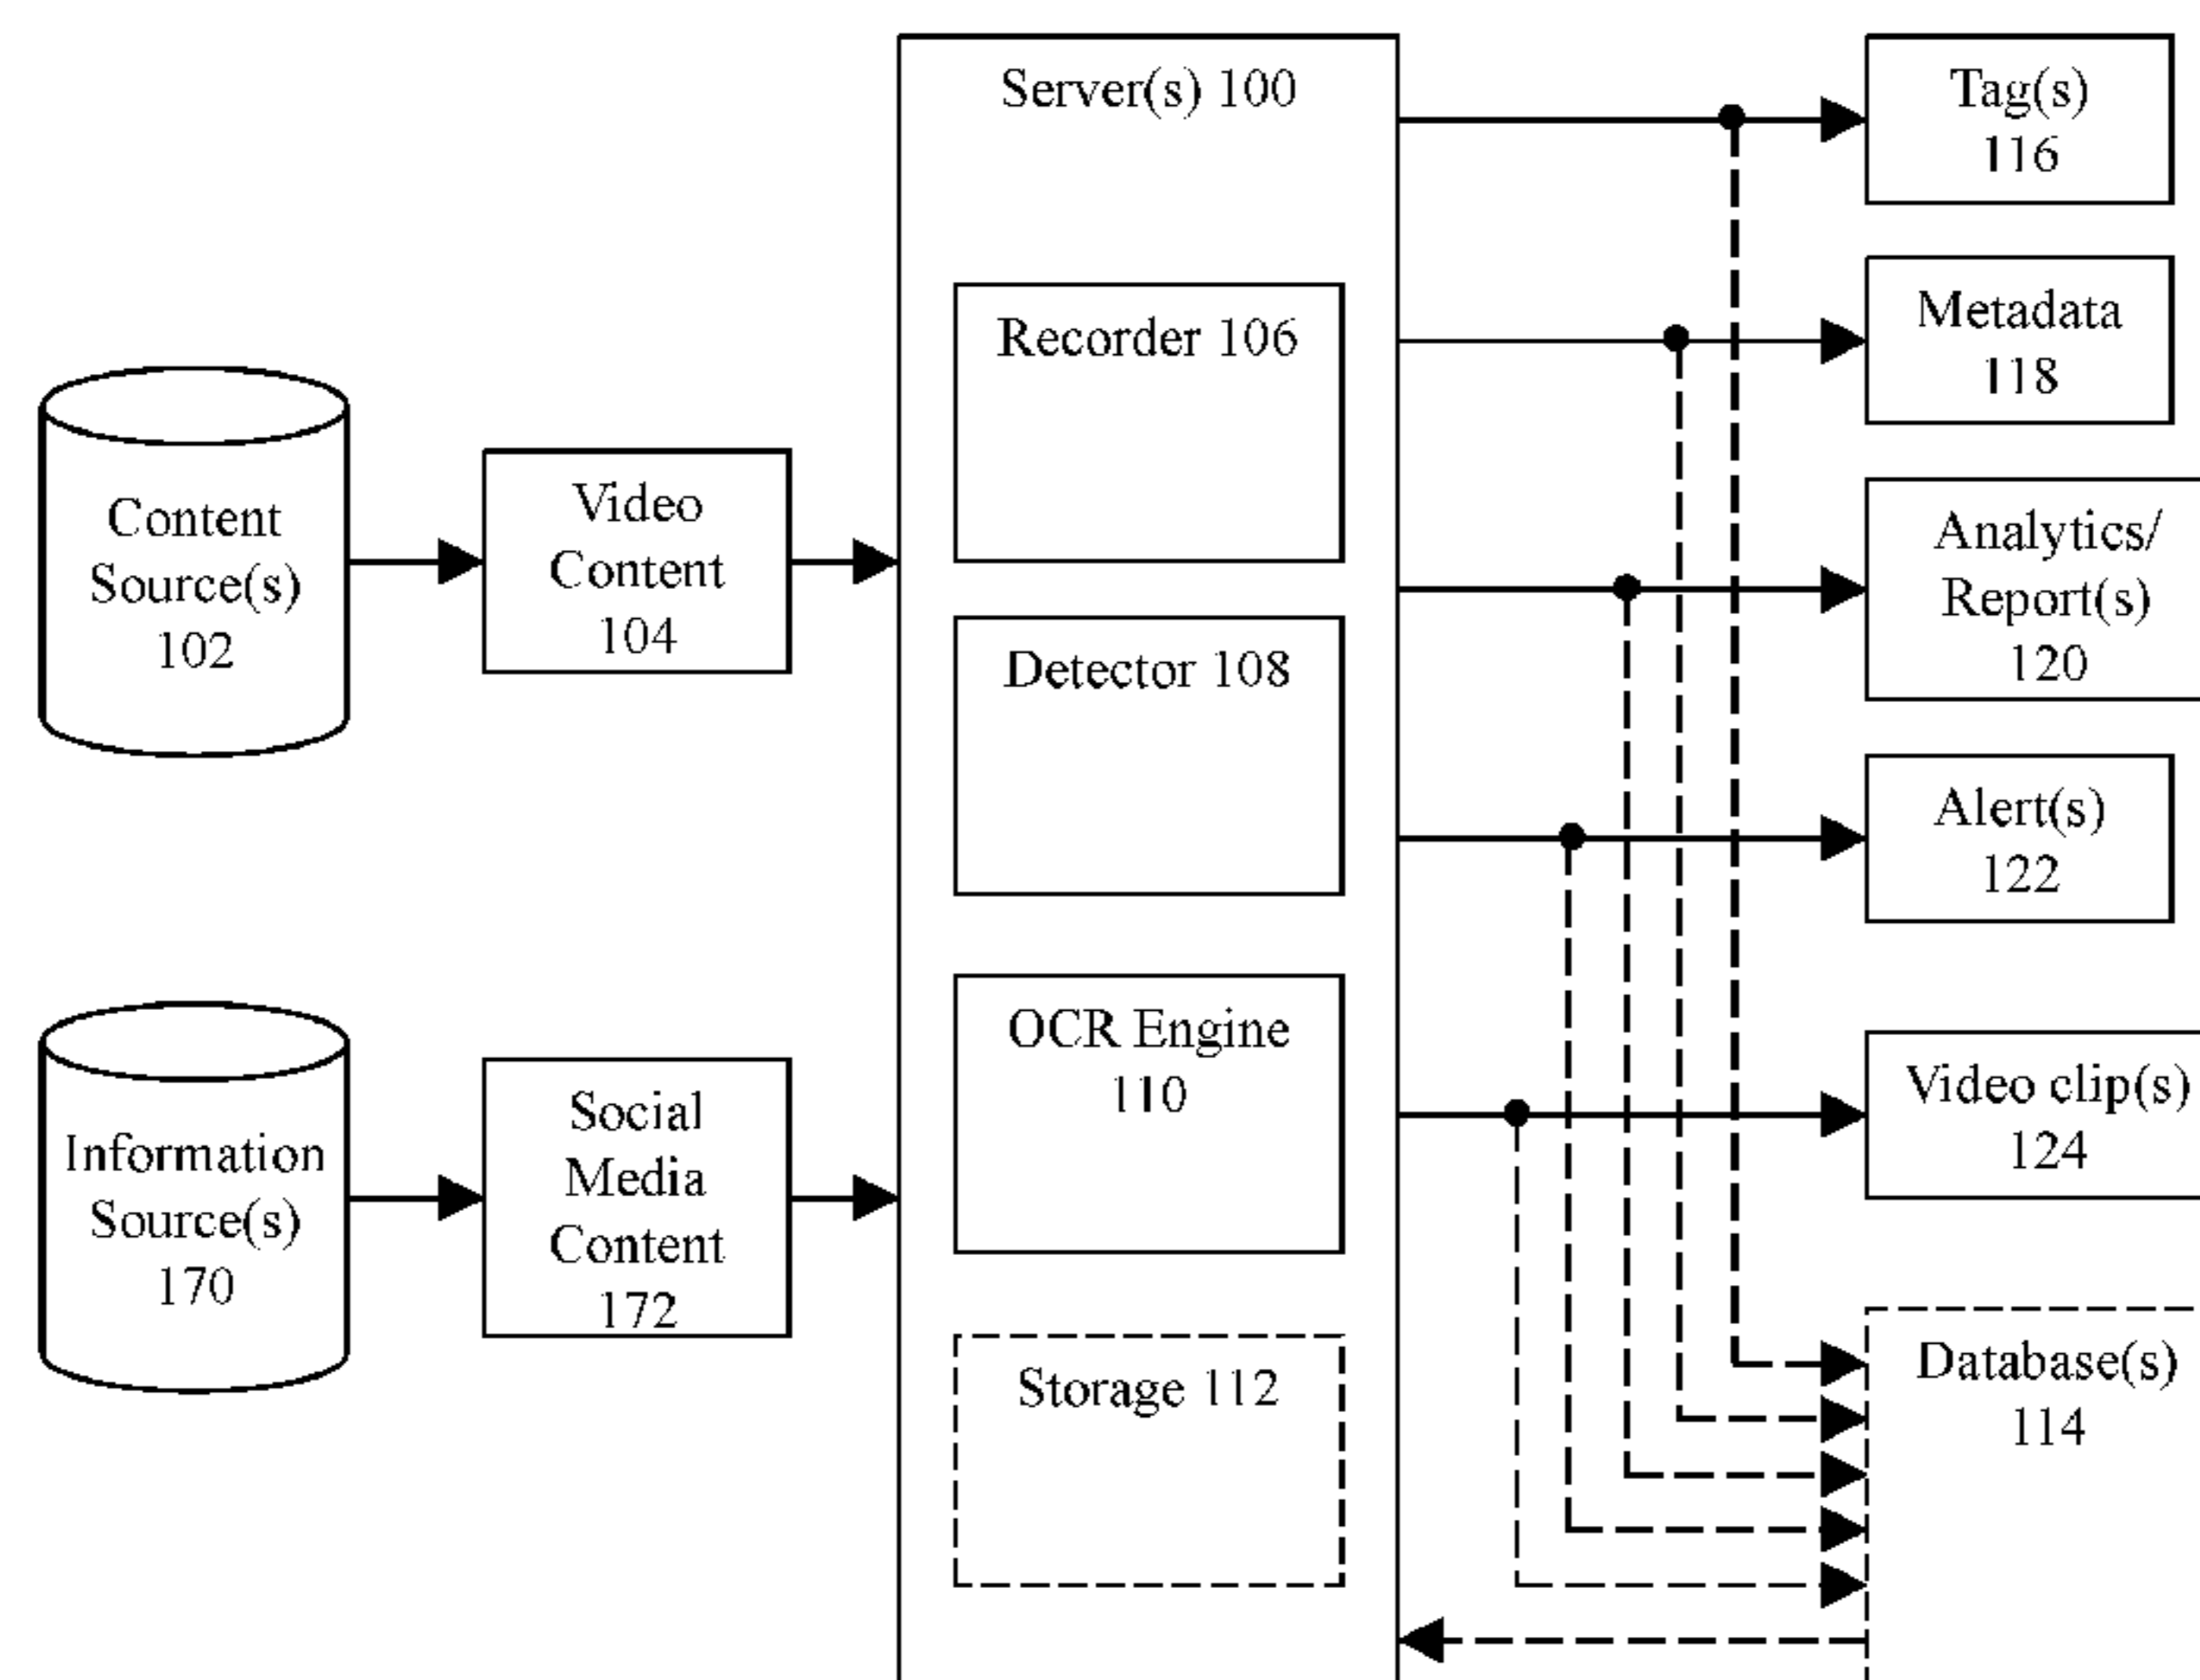 Content
Source(s)
102
Information
Source(s)
170
Video
Content
104
Social
Media
Content
172
Server(s) 100
Recorder 106
Detector 108
OCR Engine
110
Storage 112
Tag(s)
116
Metadata
118
Analytics/
Report(s)
120
Alert(s)
122
Video clip(s)
124
Database(s)
114